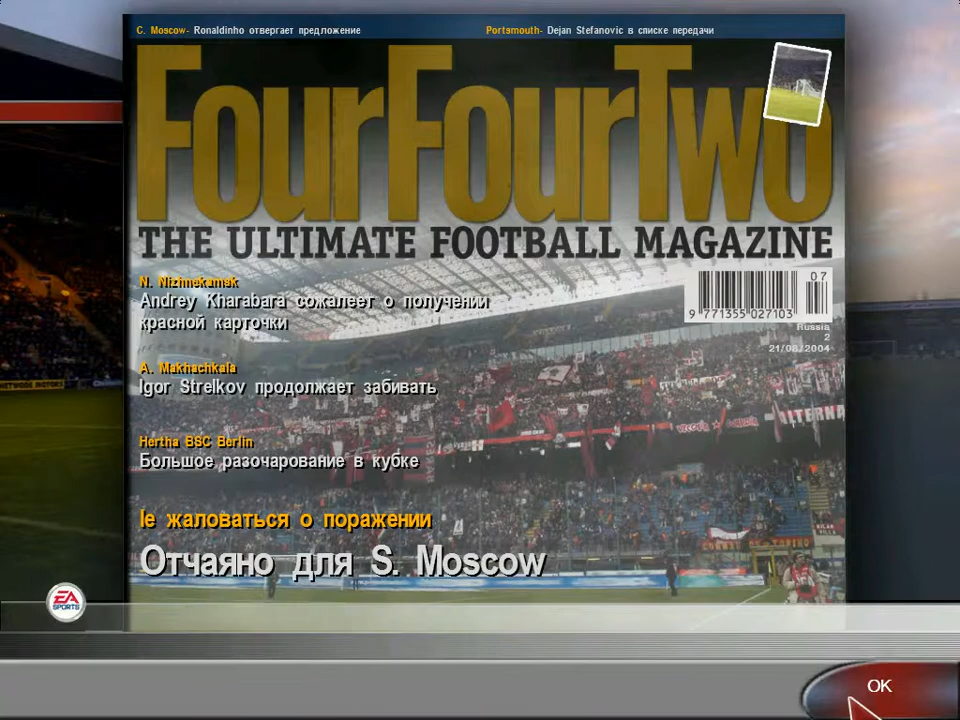 C. Moscow- Ronaldinho отвергает предложение
Portsmouth- Dejan Stefanovic в списке передачи
FourFourTwo
THE ULTIMATE FOOTBALL MAGAZINE
07
9 771355 027103
Russia
2
21/08/2004
N. Nizhnekamsk
Andrey Kharabara сожалеет о получении
красной карточки
A. Makhachkala
Igor Strelkov продолжает забивать
Hertha BSC Berlin
Большое разочарование в кубке
Ie жаловаться о поражении
Отчаяно для S. Moscow
EA
SPORTS
OK